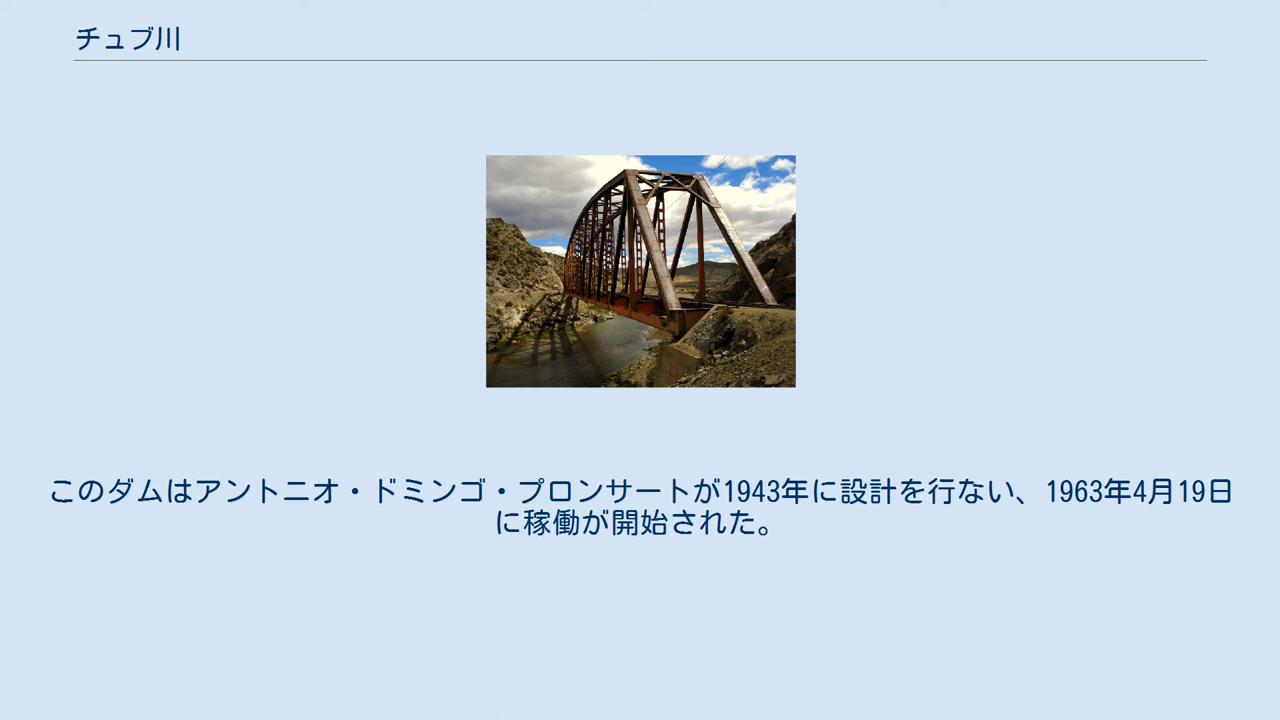 チュブ川
このダムはアントニオ・ドミンゴ・プロンサートが1943年に設計を行ない、1963年4月19日
に稼働が開始された。